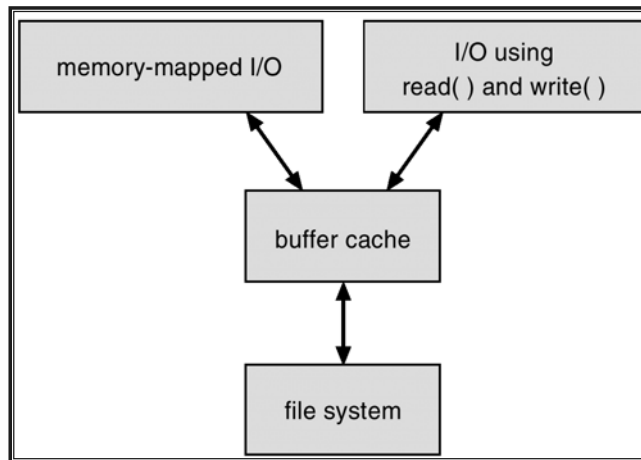 memory-mapped I/O
I/O using
read( ) and write( )
buffer cache
file system